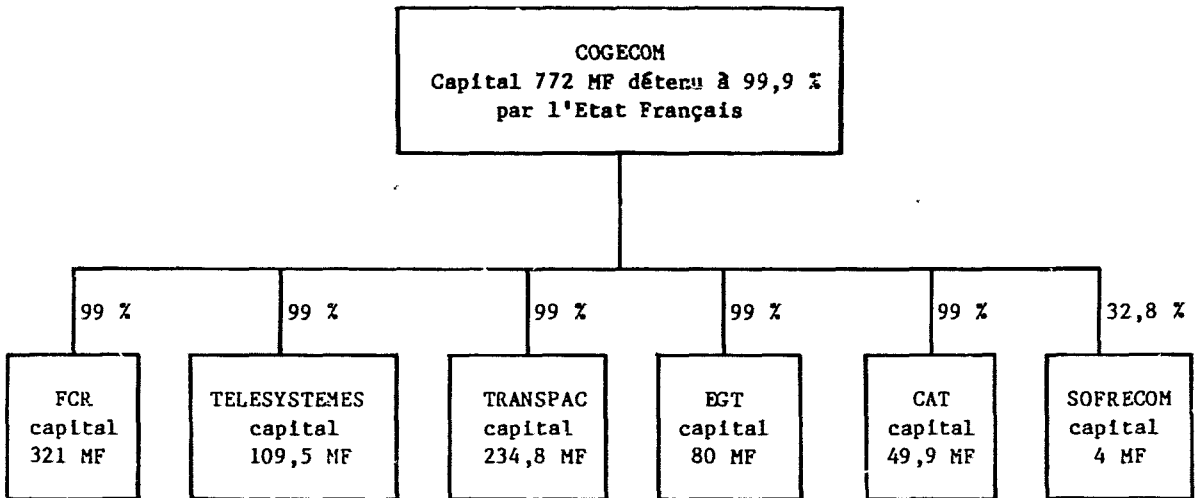 COGECOM
Capital 772 MF détenu à 99,9 %
par l'Etat Français
99 %
99 %
99 %
99 %
99 %
32,8 %
FCR
capital
321 MF
TELESYSTEMES
capital
109,5 MF
TRANSPAC
capital
234,8 MF
EGT
capital
80 MF
CAT
capital
49,9 MF
SOFRECOM
capital
4 MF